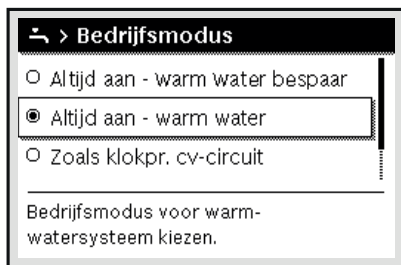 > Bedrijfsmodus
Altijd aan - warm water bespaar
Altijd aan - warm water
Zoals klokpr. cv-circuit
Bedrijfsmodus voor warm-
watersysteem kiezen.